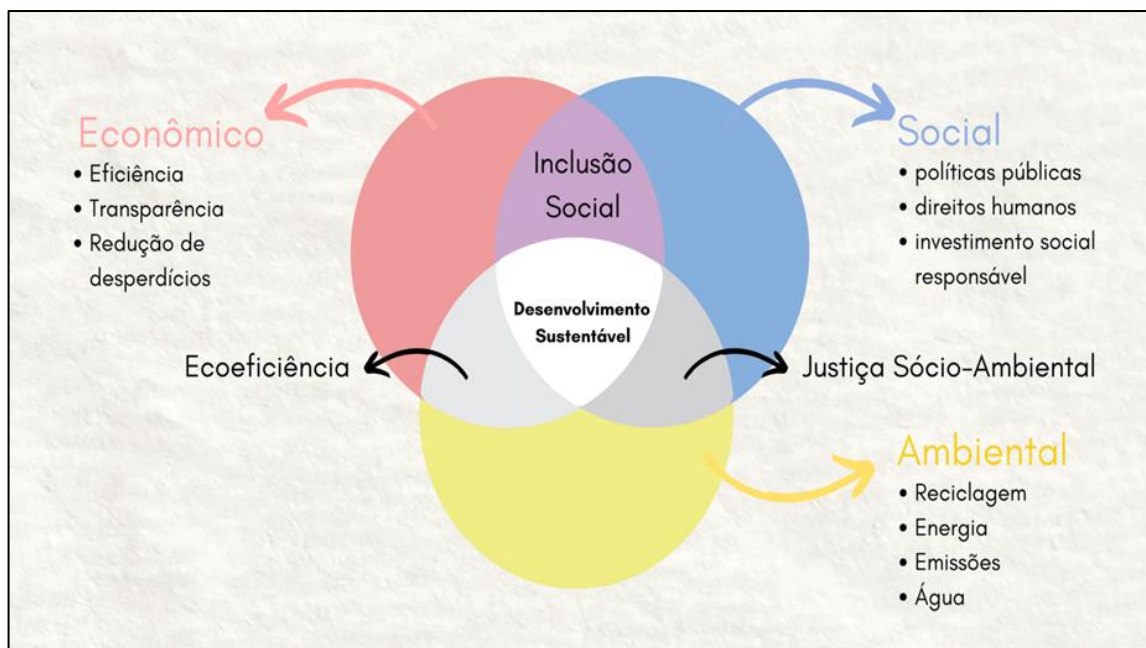 Econômico
• Eficiência
• Transparência
• Redução de
desperdícios
Inclusão
Social
Social
• políticas públicas
• direitos humanos
• investimento social
responsável
Desenvolvimento
Sustentável
Ecoeficiência
Justiça Sócio-Ambiental
Ambiental
• Reciclagem
• Energia
• Emissões
• Água